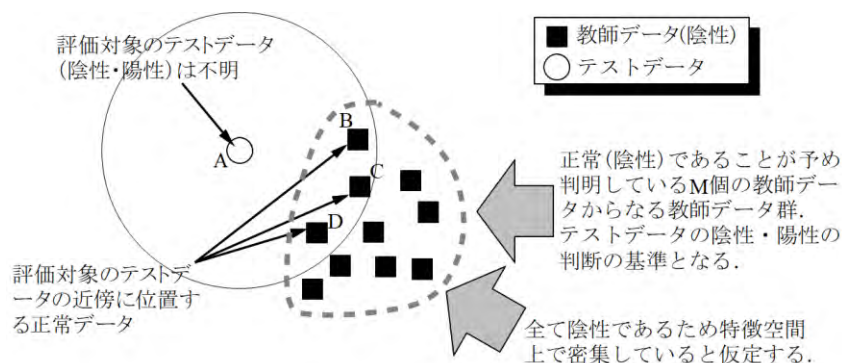 評価対象のテストデータ
(陰性・陽性)は不明
■ 教師データ(陰性)
○ テストデータ
A
B
C
D
正常(陰性)であることが予め
判明しているM個の教師デー
タからなる教師データ群.
テストデータの陰性・陽性の
判断の基準となる.
評価対象のテストデ
ータの近傍に位置す
る正常データ
全て陰性であるため特徴空間
上で密集していると仮定する.